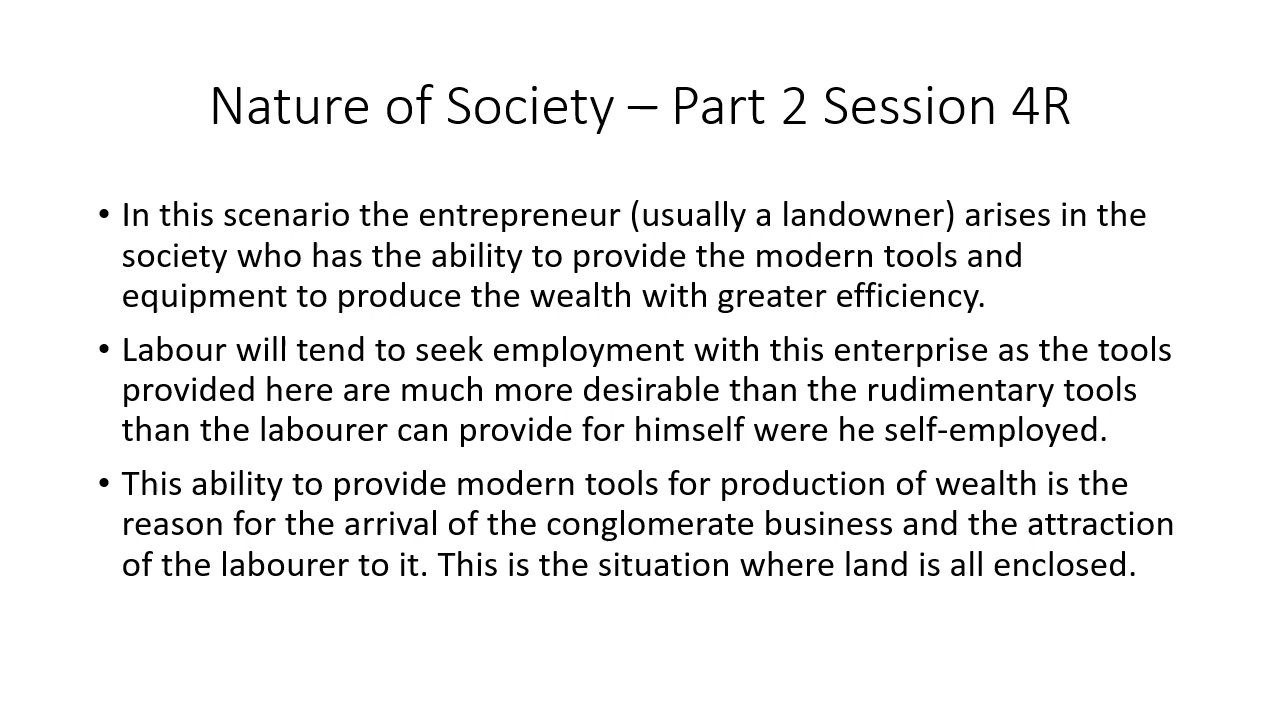 Nature of Society – Part 2 Session 4R
• In this scenario the entrepreneur (usually a landowner) arises in the
society who has the ability to provide the modern tools and
equipment to produce the wealth with greater efficiency.
• Labour will tend to seek employment with this enterprise as the tools
provided here are much more desirable than the rudimentary tools
than the labourer can provide for himself were he self-employed.
• This ability to provide modern tools for production of wealth is the
reason for the arrival of the conglomerate business and the attraction
of the labourer to it. This is the situation where land is all enclosed.